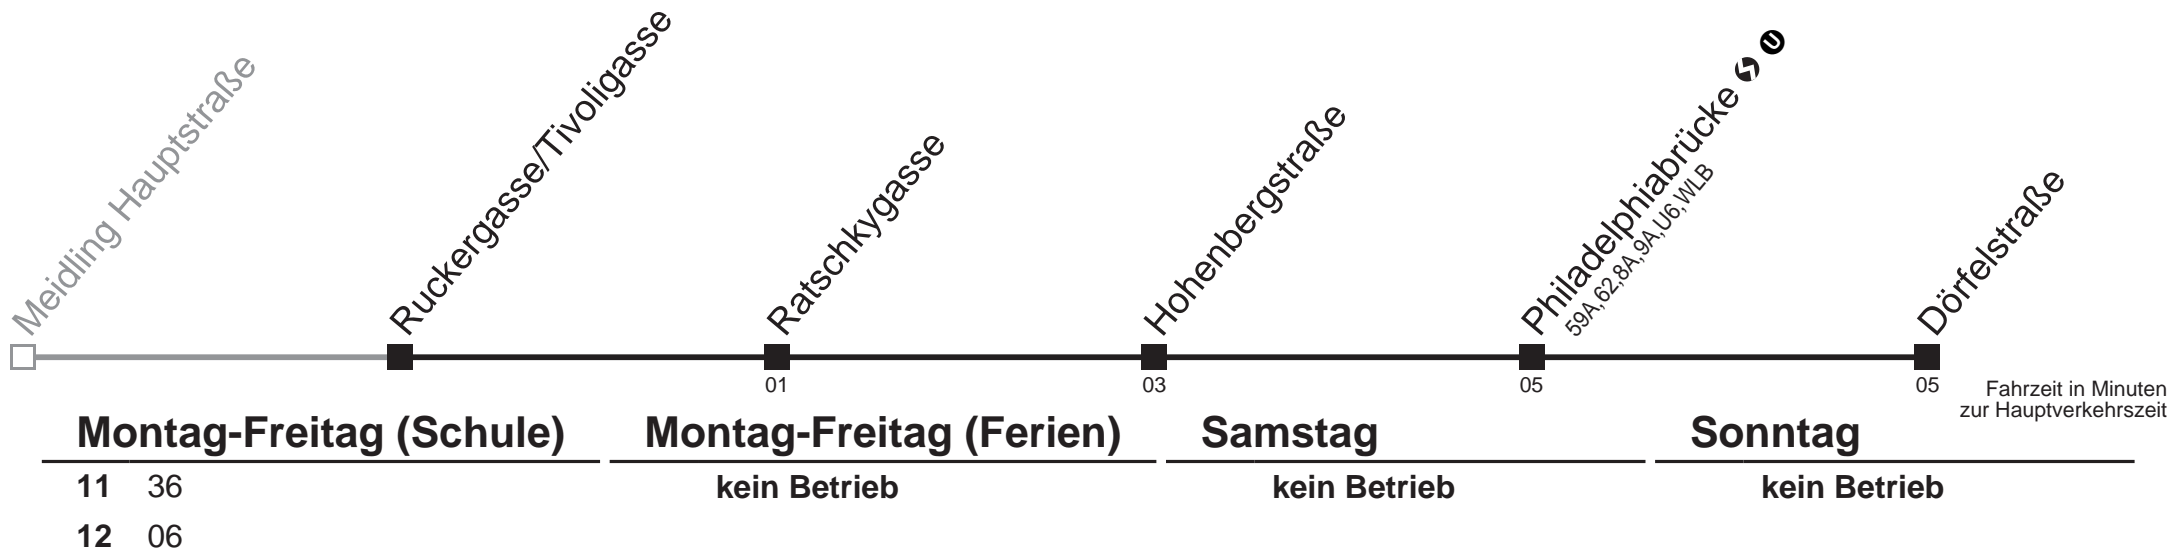 Meidling Hauptstraße
Ruckergasse/Tivoligasse
Ratschkygasse
Hohenbergstraße
Philadelphiabrücke U
59A,62,8A,9A,U6,WLB
Dörfelstraße
01 03 05 05
Fahrzeit in Minuten
zur Hauptverkehrszeit
Montag-Freitag (Schule) Montag-Freitag (Ferien) Samstag Sonntag
11 36 kein Betrieb kein Betrieb kein Betrieb
12 06